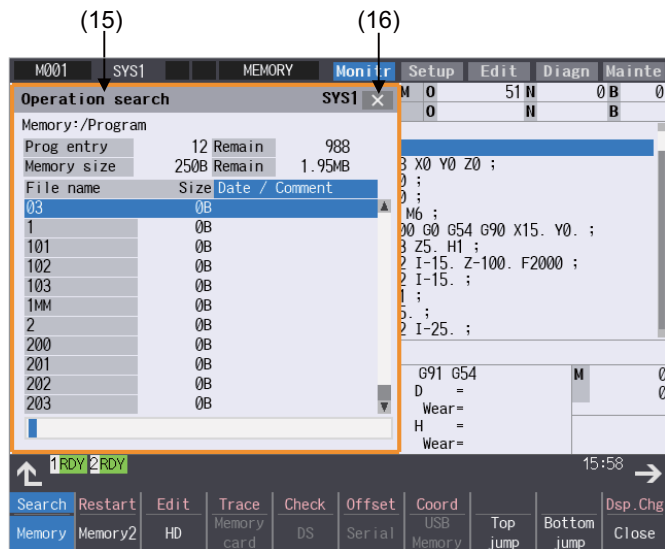 (15) (16)
M001 SYS1 MEMORY Monitr Setup Edit Diagn Mainte
Operation search SYS1 ×
M O 51 N 0 B 0
O N B
Memory:/Program
Prog entry 12 Remain 988
Memory size 250B Remain 1.95MB
File name Size Date / Comment
03 0B
1 0B
101 0B
102 0B
103 0B
1MM 0B
2 0B
200 0B
201 0B
202 0B
203 0B
X0 Y0 Z0 ;
;
;
M6 ;
G0 G54 G90 X15. Y0. ;
Z5. H1 ;
I-15. Z-100. F2000 ;
I-15. ;
;
;
I-25. ;
G91 G54 M 0
D = 0
Wear=
H =
Wear=
1RDY 2RDY 15:58
Search Restart Edit Trace Check Offset Coord Dsp.Chg
Memory Memory2 HD Memory card DS Serial USB Memory Top jump Bottom jump Close